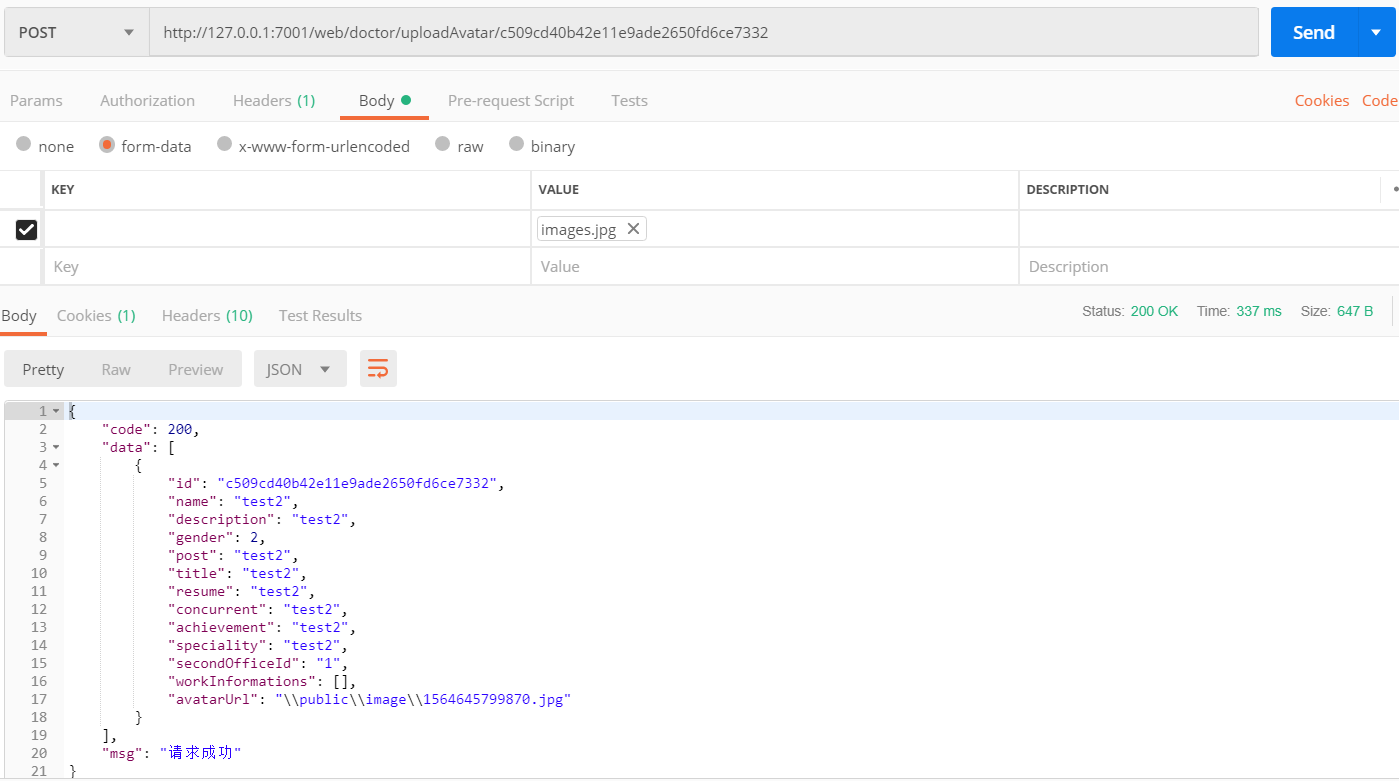 POST http://127.0.0.1:7001/web/doctor/uploadAvatar/c509cd40b42e11e9ade2650fd6ce7332 Send
Params Authorization Headers (1) Body Pre-request Script Tests Cookies Code
none form-data x-www-form-urlencoded raw binary
KEY VALUE DESCRIPTION
images.jpg
Key Value Description
Body Cookies (1) Headers (10) Test Results Status: 200 OK Time: 337 ms Size: 647 B
Pretty Raw Preview JSON
1 {
2 "code": 200,
3 "data": [
4 {
5 "id": "c509cd40b42e11e9ade2650fd6ce7332",
6 "name": "test2",
7 "description": "test2",
8 "gender": 2,
9 "post": "test2",
10 "title": "test2",
11 "resume": "test2",
12 "concurrent": "test2",
13 "achievement": "test2",
14 "speciality": "test2",
15 "secondOfficeId": "1",
16 "workInformations": [],
17 "avatarUrl": "\\public\\image\\1564645799870.jpg"
18 }
19 ],
20 "msg": "请求成功"
21 }